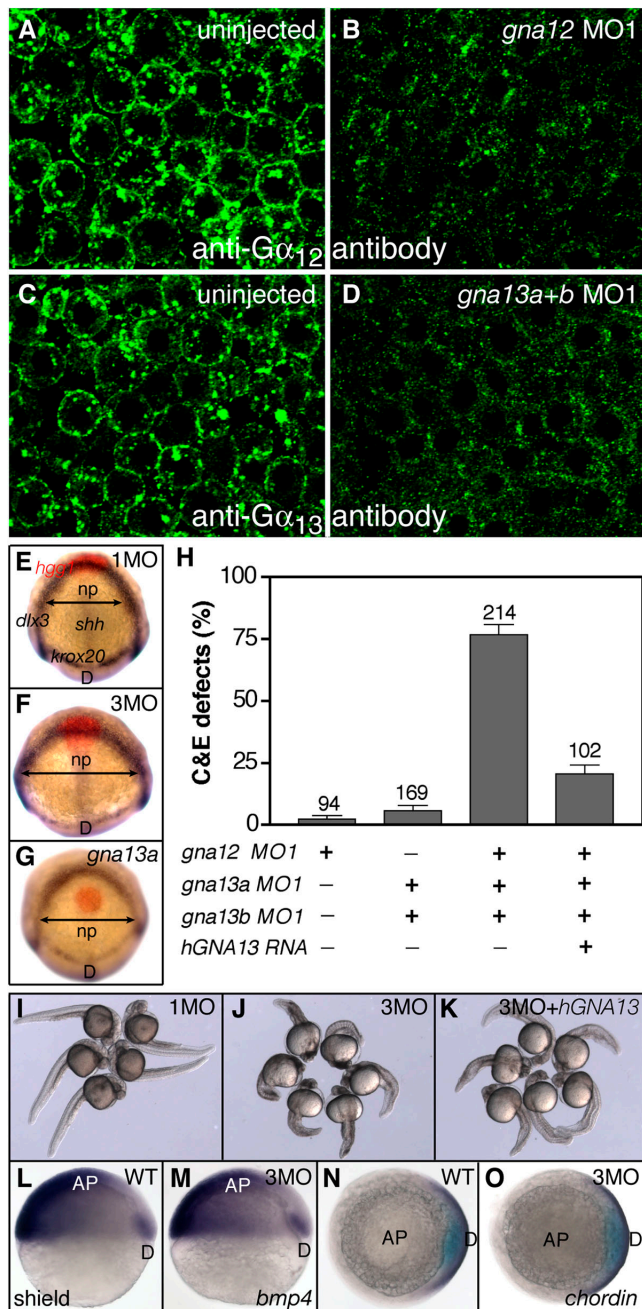 A uninjected
B gna12 MO1
anti-Gα12 antibody
C uninjected
D gna13a+b MO1
anti-Gα13 antibody
E 1MO
hgg1
np
dlx3 shh
krox20
D
F 3MO
np
D
G gna13a
np
D
H
C&E defects (%)
100
75
50
25
0
94
169
214
102
gna12 MO1 + – + +
gna13a MO1 – + + +
gna13b MO1 – + + +
hGNA13 RNA – – – +
I 1MO
J 3MO
K 3MO+hGNA13
L AP WT
D
shield
M AP 3MO
D
bmp4
N WT
AP D
O 3MO
AP D
chordin